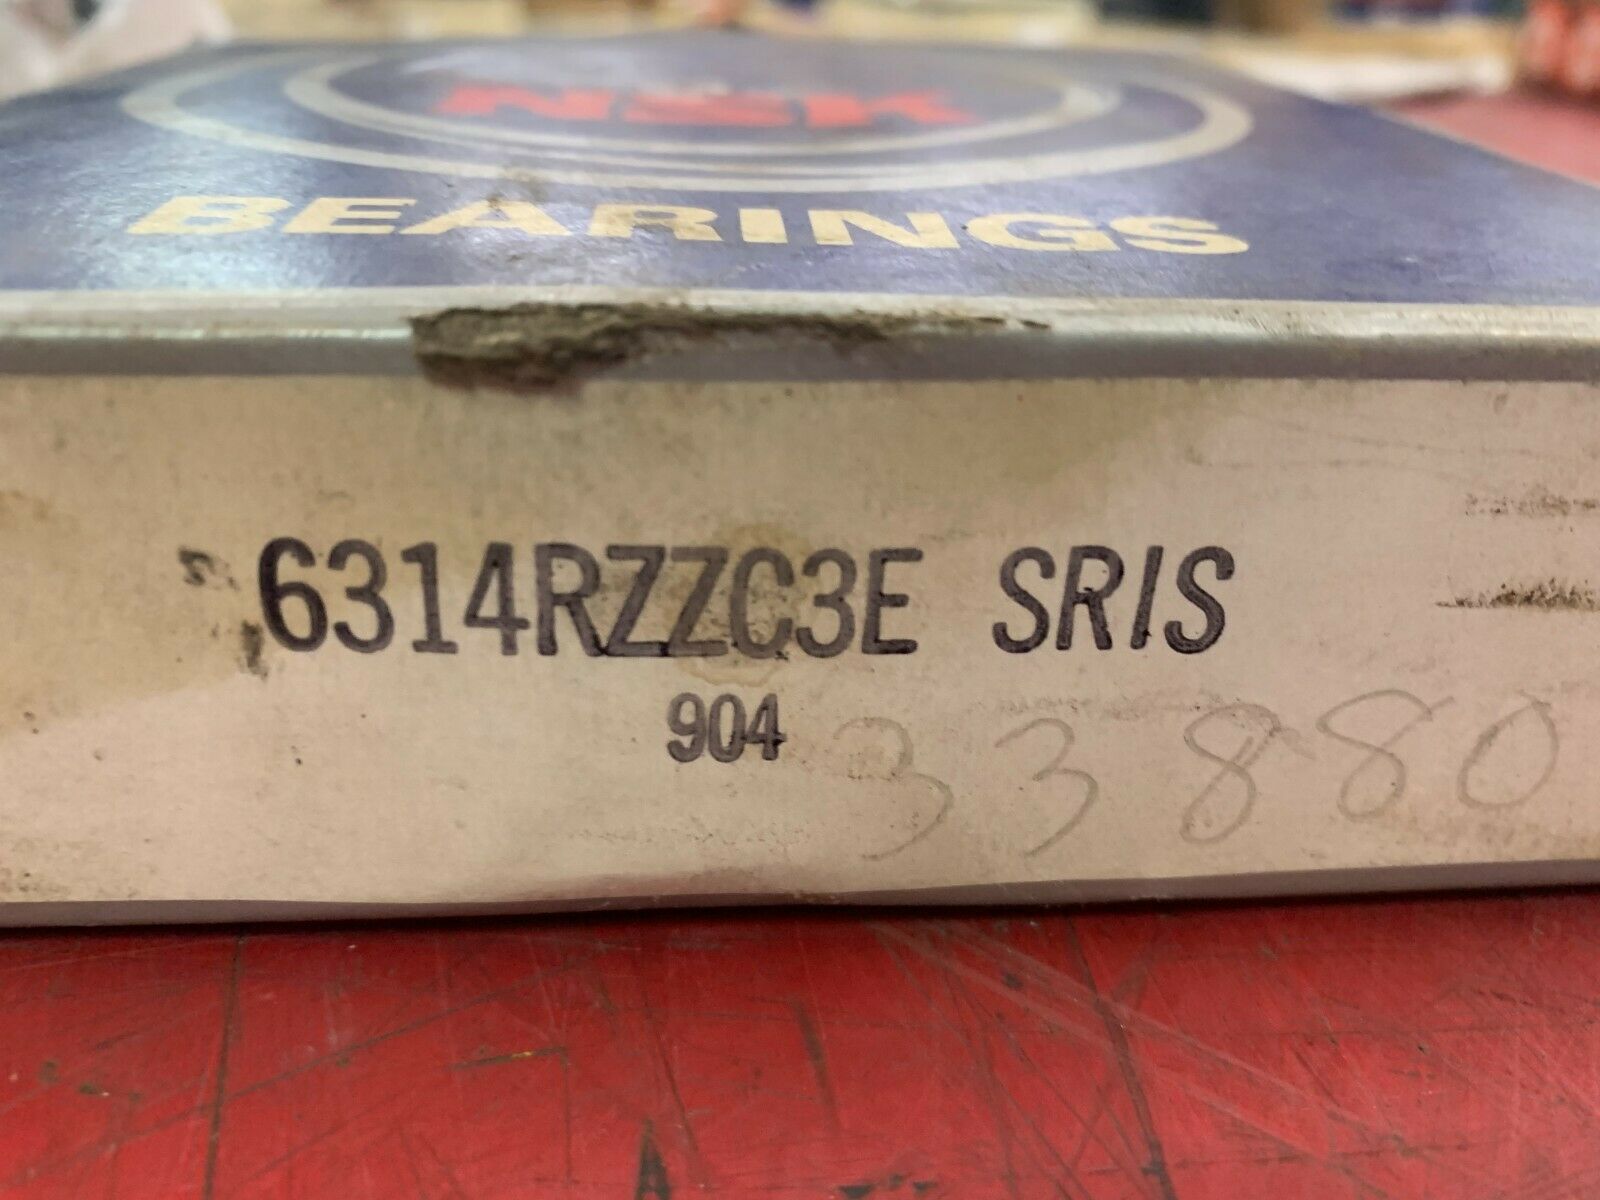 NSK
BEARINGS
6314RZZC3E SRIS
904
33880